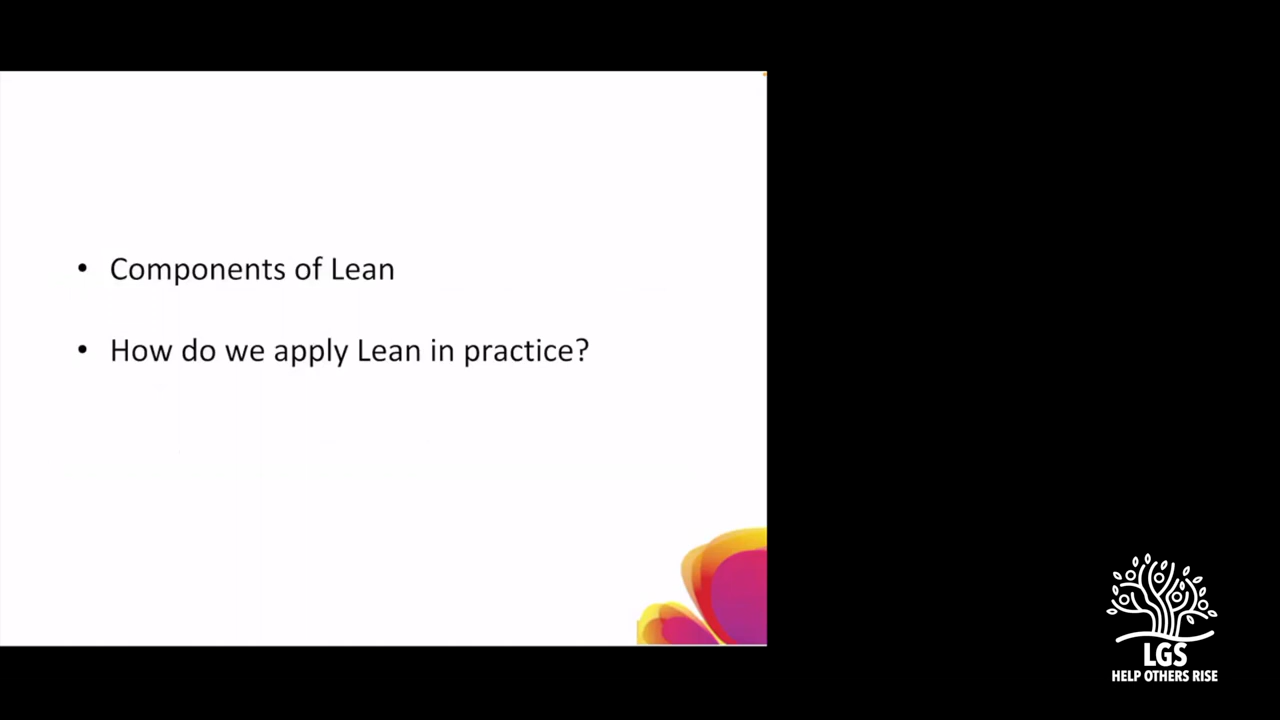 • Components of Lean
• How do we apply Lean in practice?
LGS
HELP OTHERS RISE